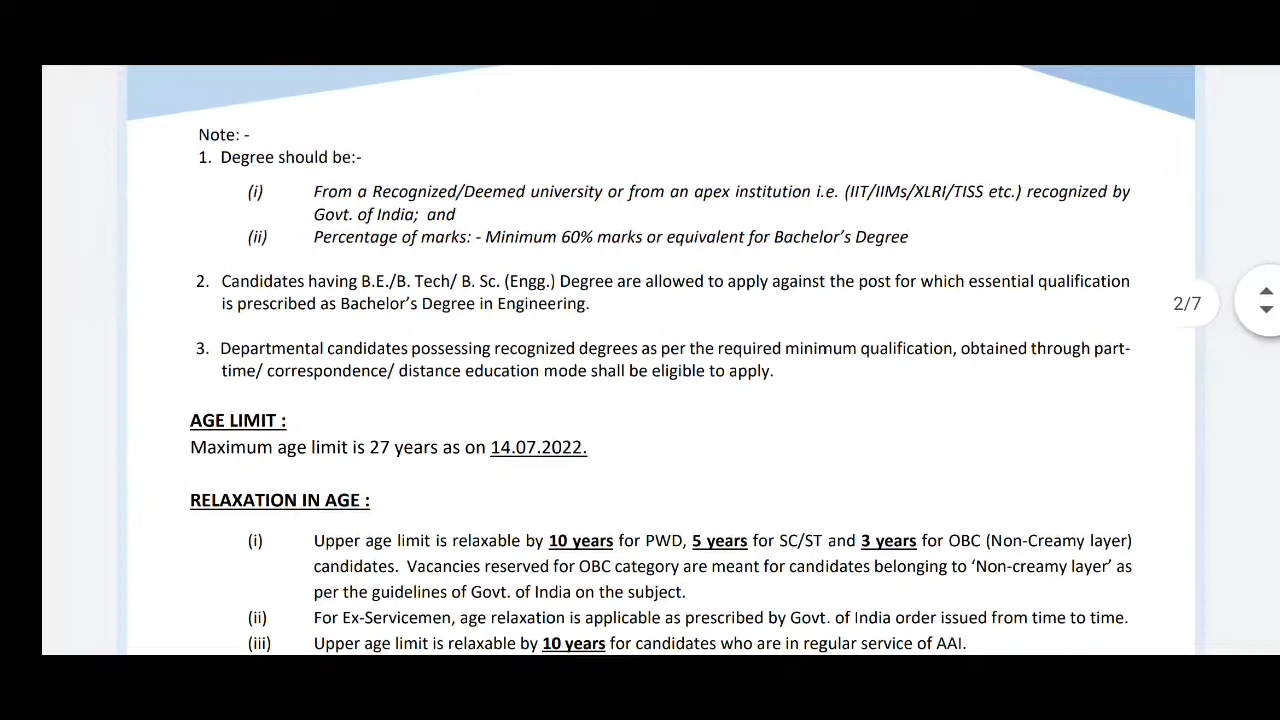 Note: -
1. Degree should be:-
(i) From a Recognized/Deemed university or from an apex institution i.e. (IIT/IIMs/XLRI/TISS etc.) recognized by
Govt. of India; and
(ii) Percentage of marks: - Minimum 60% marks or equivalent for Bachelor's Degree
2. Candidates having B.E./B. Tech/ B. Sc. (Engg.) Degree are allowed to apply against the post for which essential qualification
is prescribed as Bachelor's Degree in Engineering.
2/7
3. Departmental candidates possessing recognized degrees as per the required minimum qualification, obtained through part-
time/ correspondence/ distance education mode shall be eligible to apply.
AGE LIMIT :
Maximum age limit is 27 years as on 14.07.2022.
RELAXATION IN AGE :
(i) Upper age limit is relaxable by 10 years for PWD, 5 years for SC/ST and 3 years for OBC (Non-Creamy layer)
candidates. Vacancies reserved for OBC category are meant for candidates belonging to 'Non-creamy layer' as
per the guidelines of Govt. of India on the subject.
(ii) For Ex-Servicemen, age relaxation is applicable as prescribed by Govt. of India order issued from time to time.
(iii) Upper age limit is relaxable by 10 years for candidates who are in regular service of AAI.